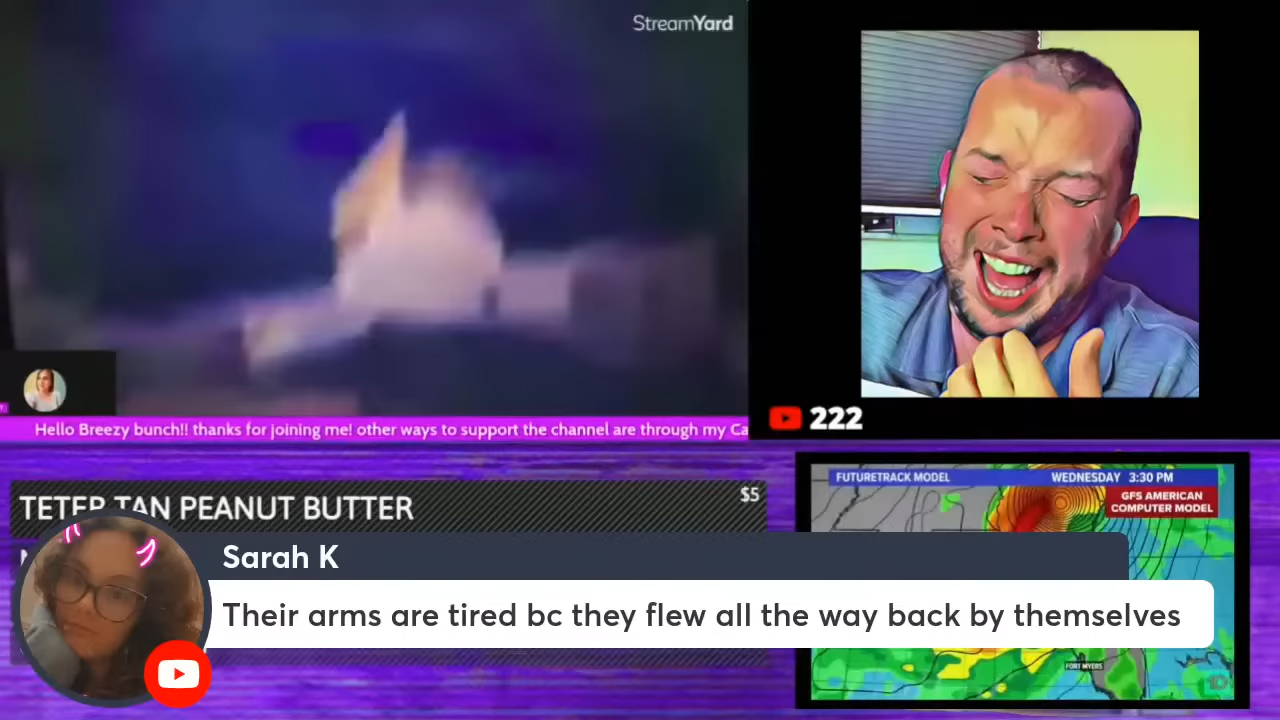 StreamYard
222
Hello Breezy bunch!! thanks for joining me! other ways to support the channel are through my Ca
TETER TAN PEANUT BUTTER
$5
FUTURETRACK MODEL
WEDNESDAY 3:30 PM
GFS AMERICAN
COMPUTER MODEL
Sarah K
Their arms are tired bc they flew all the way back by themselves
FORT MYERS